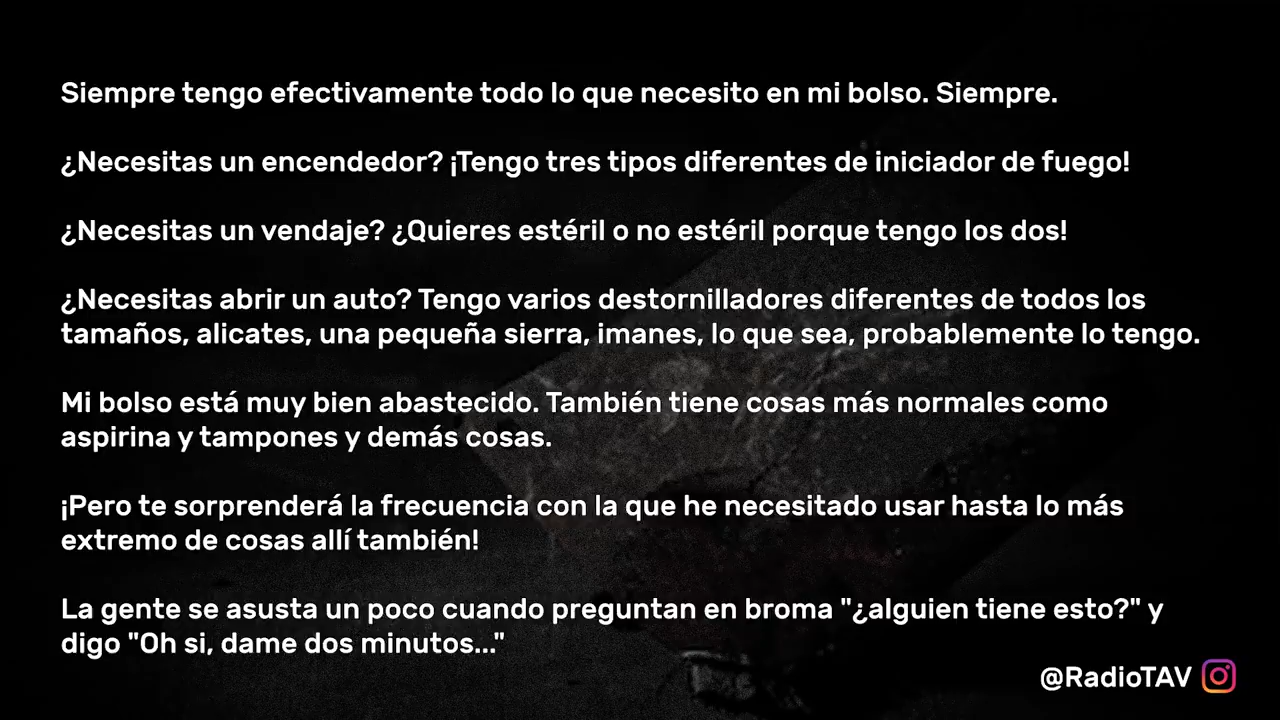 Siempre tengo efectivamente todo lo que necesito en mi bolso. Siempre.
¿Necesitas un encendedor? ¡Tengo tres tipos diferentes de iniciador de fuego!
¿Necesitas un vendaje? ¿Quieres estéril o no estéril porque tengo los dos!
¿Necesitas abrir un auto? Tengo varios destornilladores diferentes de todos los
tamaños, alicates, una pequeña sierra, imanes, lo que sea, probablemente lo tengo.
Mi bolso está muy bien abastecido. También tiene cosas más normales como
aspirina y tampones y demás cosas.
¡Pero te sorprenderá la frecuencia con la que he necesitado usar hasta lo más
extremo de cosas allí también!
La gente se asusta un poco cuando preguntan en broma "¿alguien tiene esto?" y
digo "Oh si, dame dos minutos..."
@RadioTAV